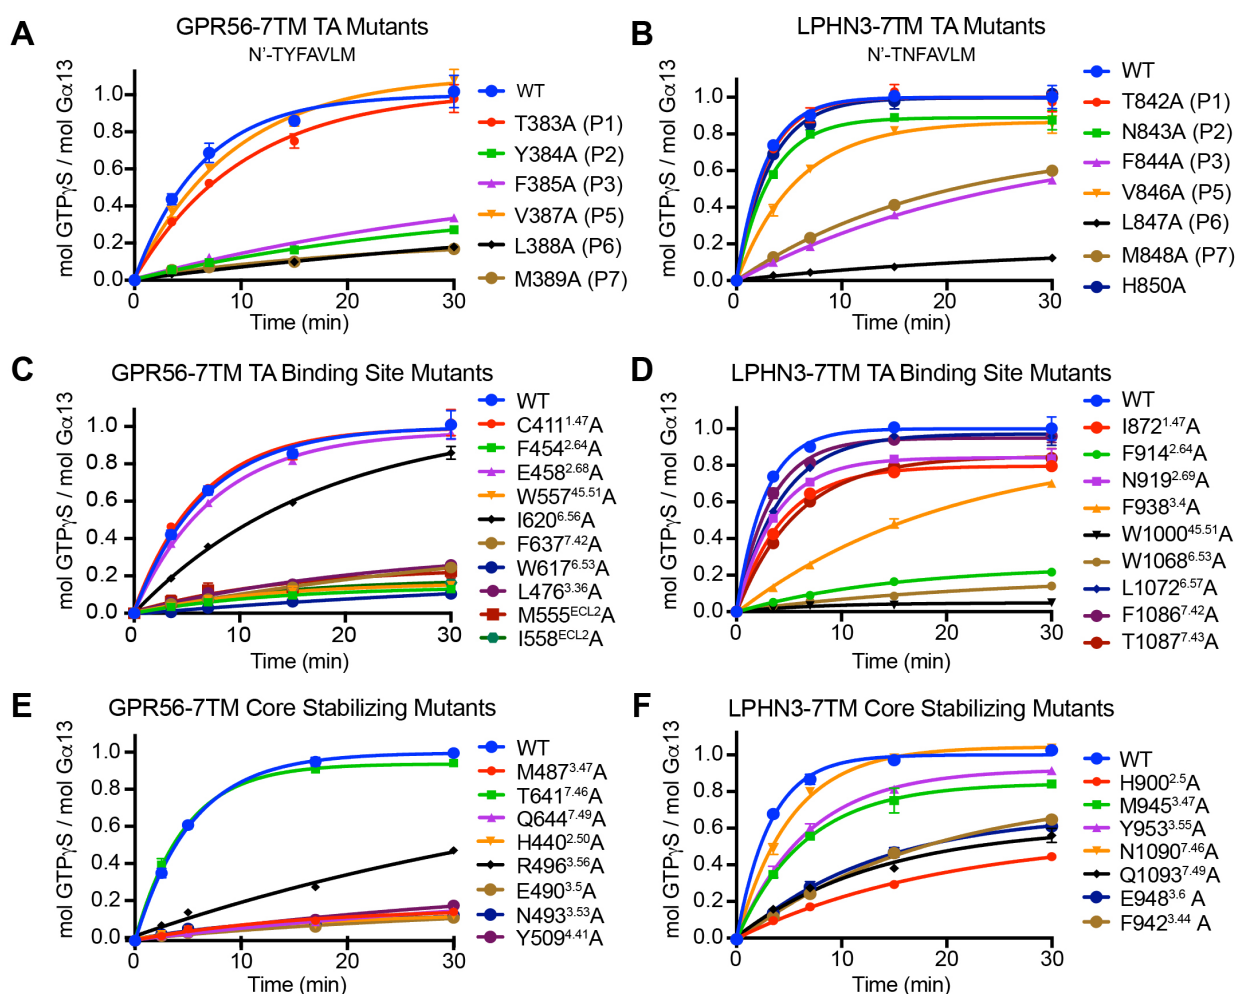 A
GPR56-7TM TA Mutants
N'-TYFAVLM
mol GTPγS / mol Gα13
1.0
0.8
0.6
0.4
0.2
0.0
0 10 20 30
Time (min)
WT
T383A (P1)
Y384A (P2)
F385A (P3)
V387A (P5)
L388A (P6)
M389A (P7)
B
LPHN3-7TM TA Mutants
N'-TNFAVLM
mol GTPγS / mol Gα13
1.0
0.8
0.6
0.4
0.2
0.0
0 10 20 30
Time (min)
WT
T842A (P1)
N843A (P2)
F844A (P3)
V846A (P5)
L847A (P6)
M848A (P7)
H850A
C
GPR56-7TM TA Binding Site Mutants
mol GTPγS / mol Gα13
1.0
0.8
0.6
0.4
0.2
0.0
0 10 20 30
Time (min)
WT
C411^1.47A
F454^2.64A
E458^2.68A
W557^45.51A
I620^6.56A
F637^7.42A
W617^6.53A
L476^3.36A
M555^ECL2A
I558^ECL2A
D
LPHN3-7TM TA Binding Site Mutants
mol GTPγS / mol Gα13
1.0
0.8
0.6
0.4
0.2
0.0
0 10 20 30
Time (min)
WT
I872^1.47A
F914^2.64A
N919^2.69A
F938^3.4A
W1000^45.51A
W1068^6.53A
L1072^6.57A
F1086^7.42A
T1087^7.43A
E
GPR56-7TM Core Stabilizing Mutants
mol GTPγS / mol Gα13
1.0
0.8
0.6
0.4
0.2
0.0
0 10 20 30
Time (min)
WT
M487^3.47A
T641^7.46A
Q644^7.49A
H440^2.50A
R496^3.56A
E490^3.5A
N493^3.53A
Y509^4.41A
F
LPHN3-7TM Core Stabilizing Mutants
mol GTPγS / mol Gα13
1.0
0.8
0.6
0.4
0.2
0.0
0 10 20 30
Time (min)
WT
H900^2.5A
M945^3.47A
Y953^3.55A
N1090^7.46A
Q1093^7.49A
E948^3.6 A
F942^3.44 A